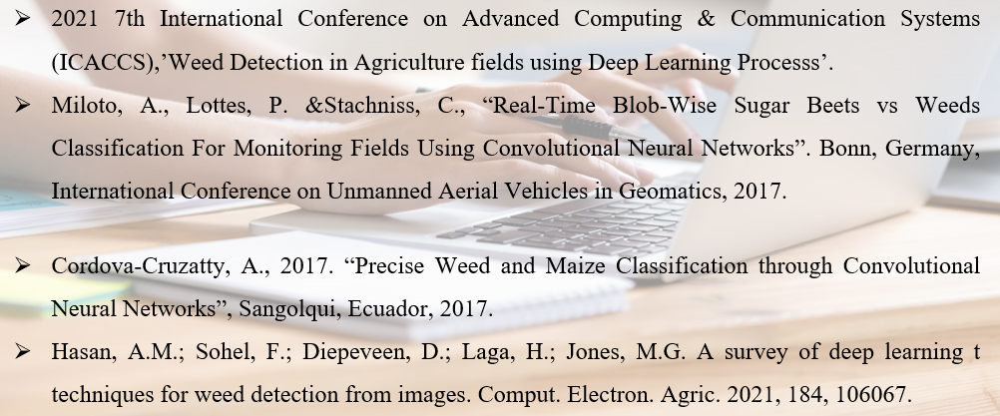 ➢ 2021 7th International Conference on Advanced Computing & Communication Systems
(ICACCS),’Weed Detection in Agriculture fields using Deep Learning Processs’.
➢ Miloto, A., Lottes, P. &Stachniss, C., “Real-Time Blob-Wise Sugar Beets vs Weeds
Classification For Monitoring Fields Using Convolutional Neural Networks”. Bonn, Germany,
International Conference on Unmanned Aerial Vehicles in Geomatics, 2017.
➢ Cordova-Cruzatty, A., 2017. “Precise Weed and Maize Classification through Convolutional
Neural Networks”, Sangolqui, Ecuador, 2017.
➢ Hasan, A.M.; Sohel, F.; Diepeveen, D.; Laga, H.; Jones, M.G. A survey of deep learning t
techniques for weed detection from images. Comput. Electron. Agric. 2021, 184, 106067.